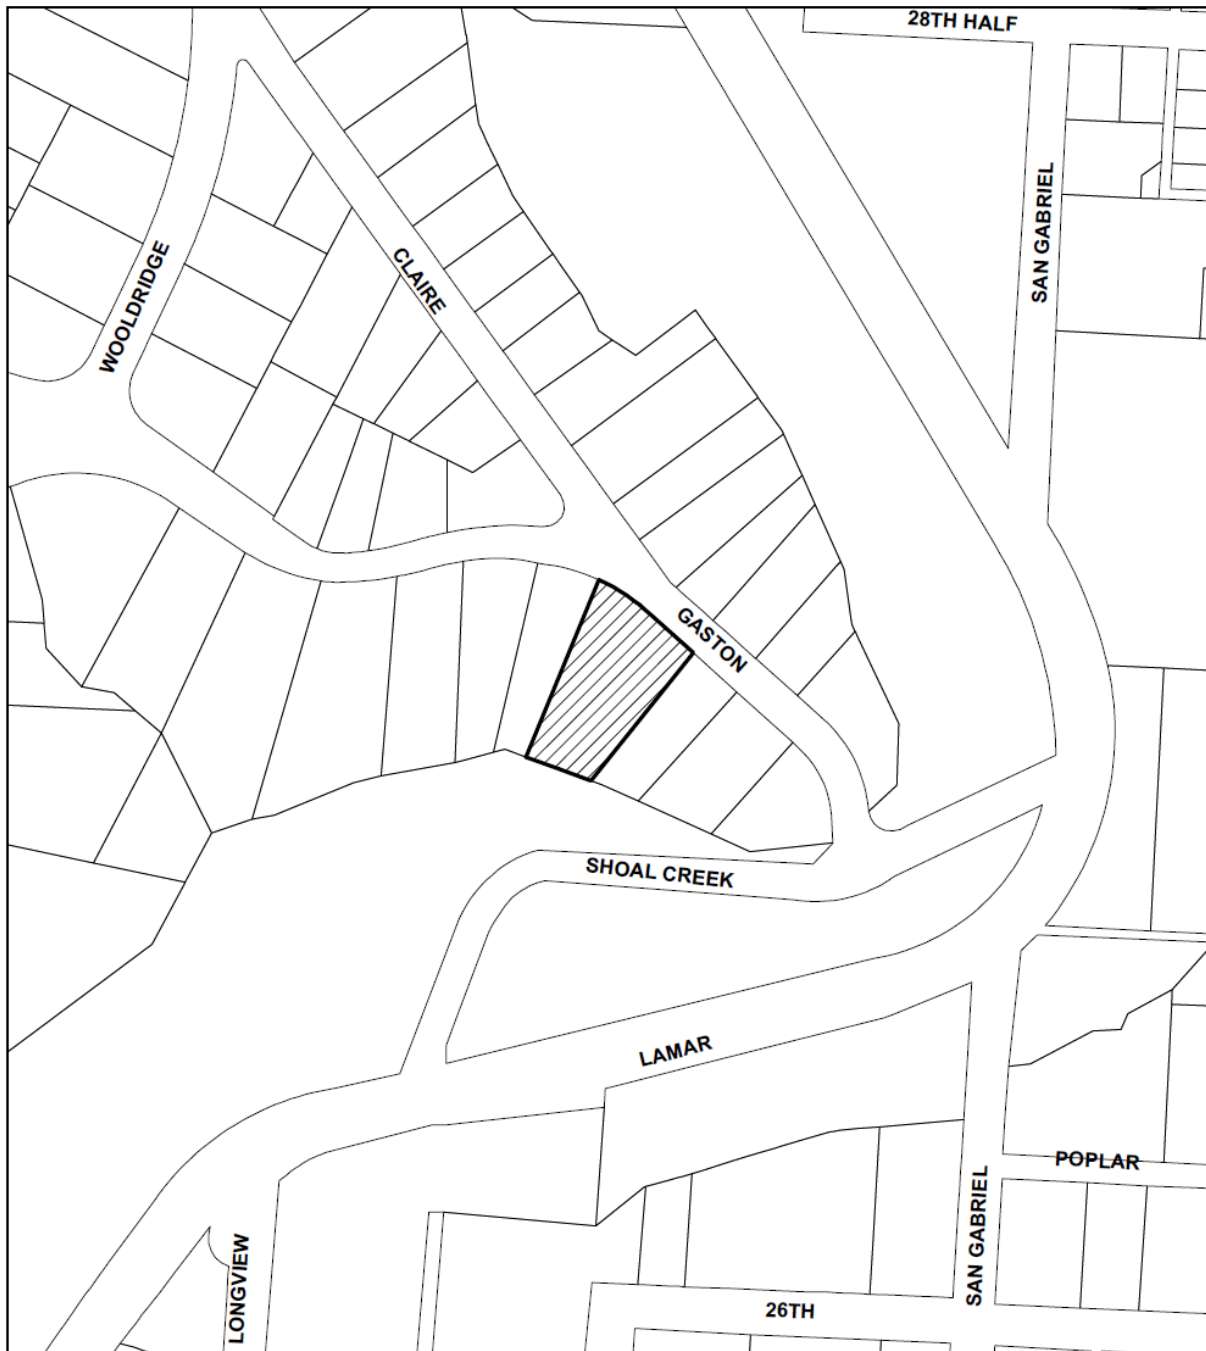 28TH HALF
SAN GABRIEL
WOOLDRIDGE
CLAIRE
GASTON
SHOAL CREEK
LAMAR
POPLAR
SAN GABRIEL
LONGVIEW
26TH